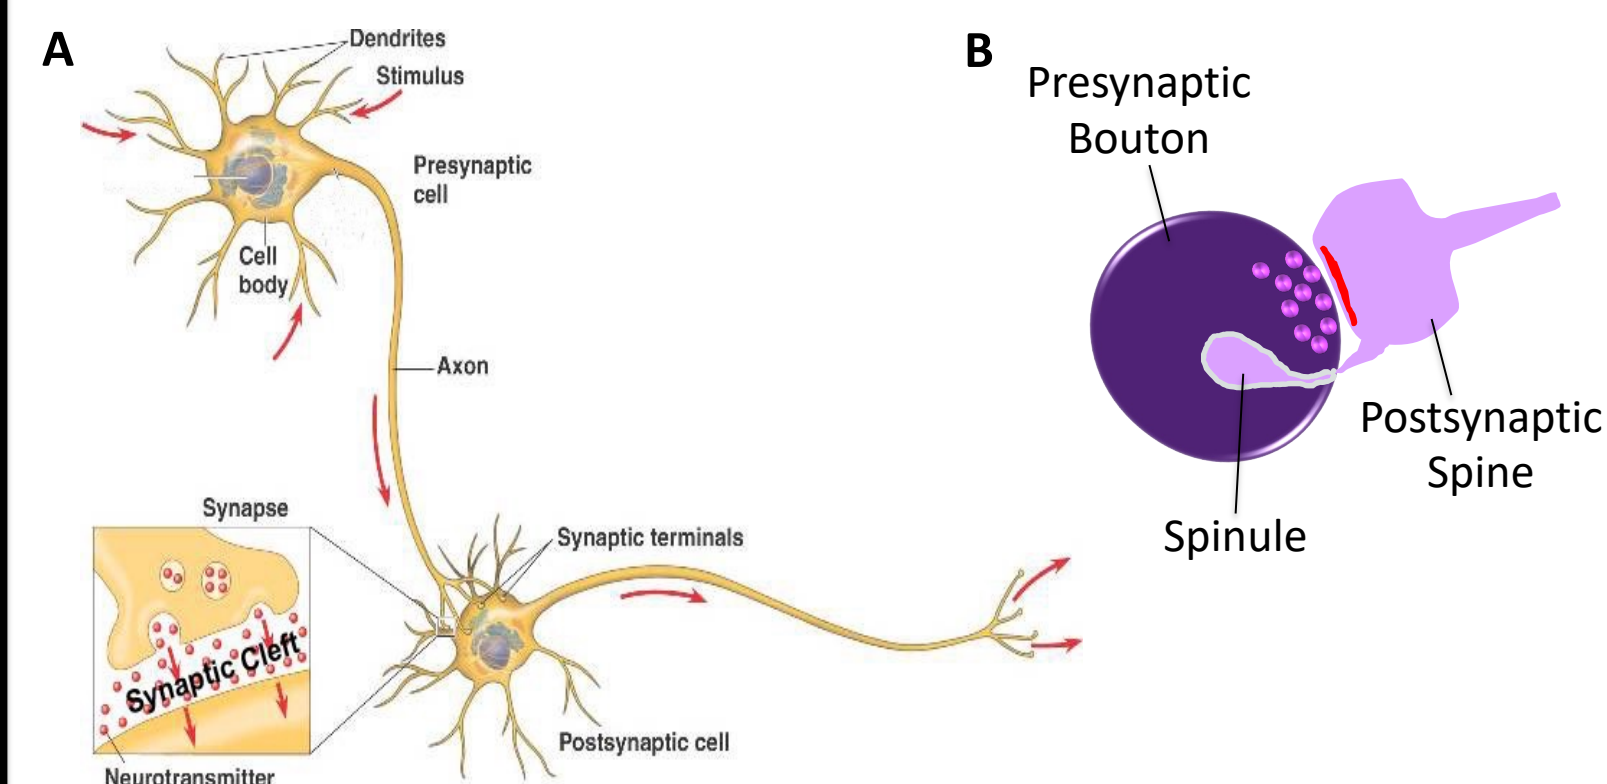 A
Dendrites
Stimulus
Presynaptic
cell
Cell
body
Axon
Synapse
Synaptic terminals
Synaptic Cleft
Postsynaptic cell
Neurotransmitter
B
Presynaptic
Bouton
Postsynaptic
Spine
Spinule